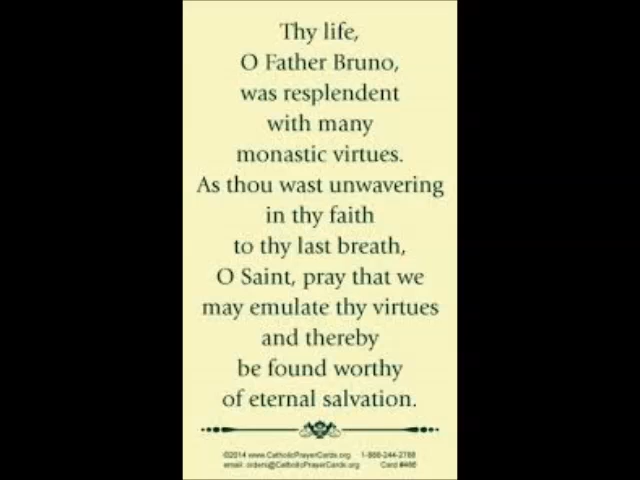 Thy life,
O Father Bruno,
was resplendent
with many
monastic virtues.
As thou wast unwavering
in thy faith
to thy last breath,
O Saint, pray that we
may emulate thy virtues
and thereby
be found worthy
of eternal salvation.
©2014 www.CatholicPrayerCards.org 1-888-244-2788
email: orders@CatholicPrayerCards.org Card #486